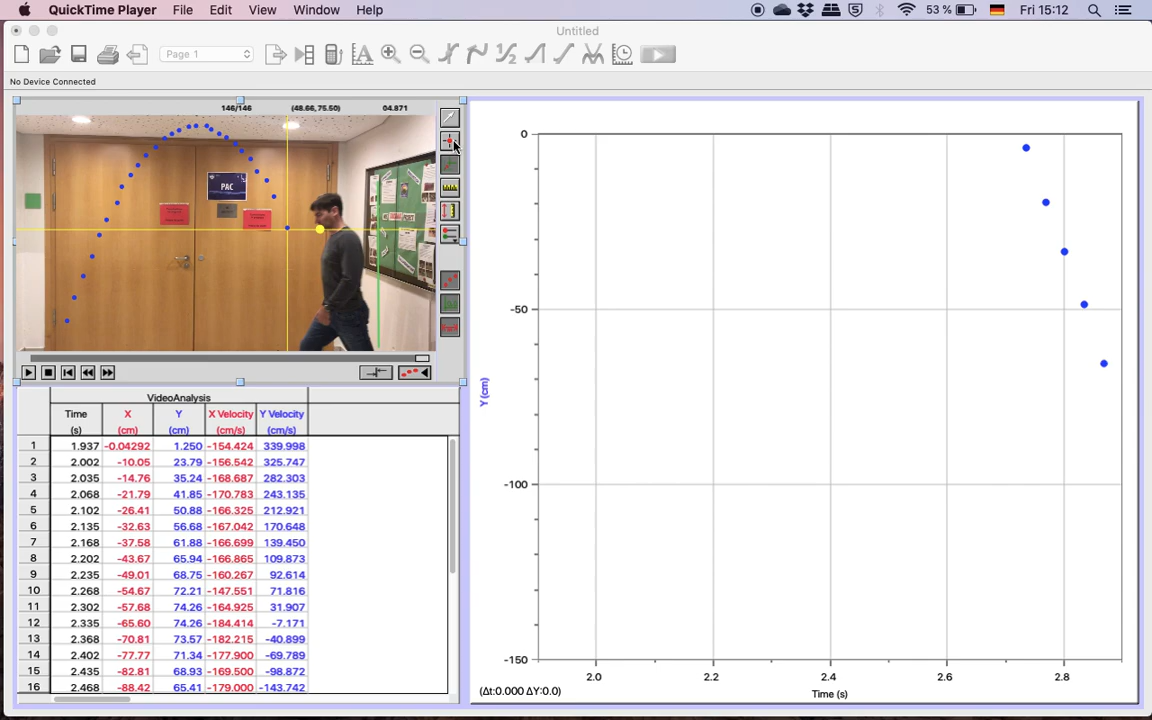 QuickTime Player File Edit View Window Help 53 % Fri 15:12
Untitled
Page 1
No Device Connected
146/146 (48.66, 75.50) 04.871
PAC
VideoAnalysis
Time X Y X Velocity Y Velocity
(s) (cm) (cm) (cm/s) (cm/s)
1 1.937 -0.04292 1.250 -154.424 339.998
2 2.002 -10.05 23.79 -156.542 325.747
3 2.035 -14.76 35.24 -168.687 282.303
4 2.068 -21.79 41.85 -170.783 243.135
5 2.102 -26.41 50.88 -166.325 212.921
6 2.135 -32.63 56.68 -167.042 170.648
7 2.168 -37.58 61.88 -166.699 139.450
8 2.202 -43.67 65.94 -166.865 109.873
9 2.235 -49.01 68.75 -160.267 92.614
10 2.268 -54.67 72.21 -147.551 71.816
11 2.302 -57.68 74.26 -164.925 31.907
12 2.335 -65.60 74.26 -184.414 -7.171
13 2.368 -70.81 73.57 -182.215 -40.899
14 2.402 -77.77 71.34 -177.900 -69.789
15 2.435 -82.81 68.93 -169.500 -98.872
16 2.468 -88.42 65.41 -179.000 -143.742
0
-50
Y (cm)
-100
-150
2.0 2.2 2.4 2.6 2.8
(Δt:0.000 ΔY:0.0)
Time (s)